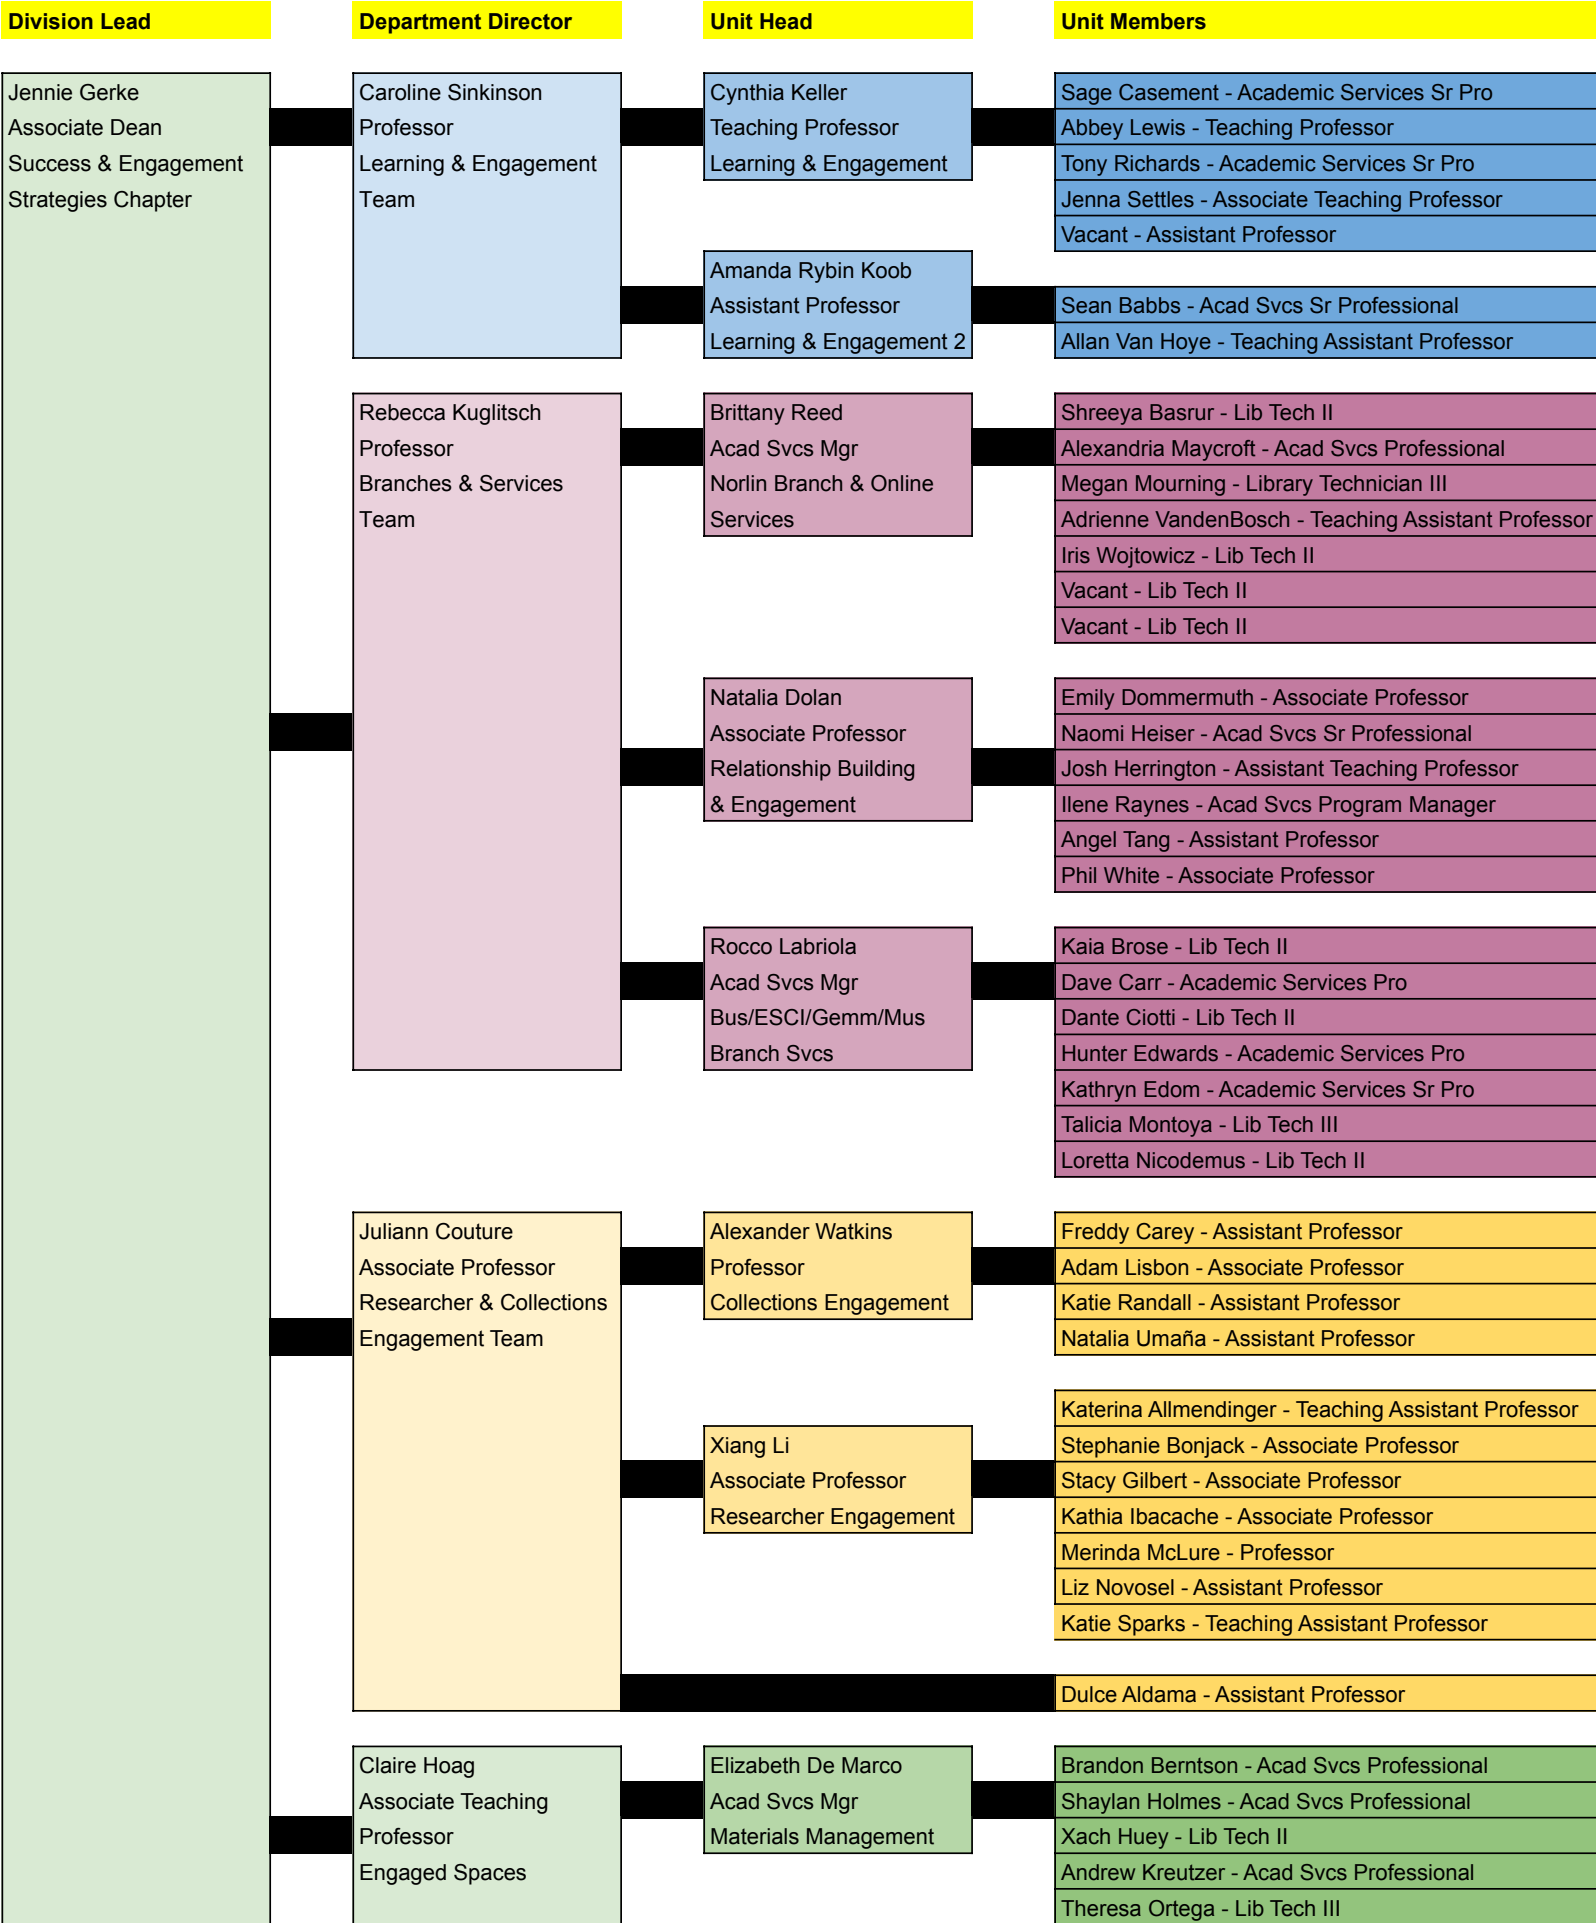 Division Lead
Department Director
Unit Head
Unit Members
Jennie Gerke
Associate Dean
Success & Engagement
Strategies Chapter
Caroline Sinkinson
Professor
Learning & Engagement
Team
Cynthia Keller
Teaching Professor
Learning & Engagement
Sage Casement - Academic Services Sr Pro
Abbey Lewis - Teaching Professor
Tony Richards - Academic Services Sr Pro
Jenna Settles - Associate Teaching Professor
Vacant - Assistant Professor
Amanda Rybin Koob
Assistant Professor
Learning & Engagement 2
Sean Babbs - Acad Svcs Sr Professional
Allan Van Hoye - Teaching Assistant Professor
Rebecca Kuglitsch
Professor
Branches & Services
Team
Brittany Reed
Acad Svcs Mgr
Norlin Branch & Online
Services
Shreeya Basrur - Lib Tech II
Alexandria Maycroft - Acad Svcs Professional
Megan Mourning - Library Technician III
Adrienne VandenBosch - Teaching Assistant Professor
Iris Wojtowicz - Lib Tech II
Vacant - Lib Tech II
Vacant - Lib Tech II
Natalia Dolan
Associate Professor
Relationship Building
& Engagement
Emily Dommermuth - Associate Professor
Naomi Heiser - Acad Svcs Sr Professional
Josh Herrington - Assistant Teaching Professor
Ilene Raynes - Acad Svcs Program Manager
Angel Tang - Assistant Professor
Phil White - Associate Professor
Rocco Labriola
Acad Svcs Mgr
Bus/ESCI/Gemm/Mus
Branch Svcs
Kaia Brose - Lib Tech II
Dave Carr - Academic Services Pro
Dante Ciotti - Lib Tech II
Hunter Edwards - Academic Services Pro
Kathryn Edom - Academic Services Sr Pro
Talicia Montoya - Lib Tech III
Loretta Nicodemus - Lib Tech II
Juliann Couture
Associate Professor
Researcher & Collections
Engagement Team
Alexander Watkins
Professor
Collections Engagement
Freddy Carey - Assistant Professor
Adam Lisbon - Associate Professor
Katie Randall - Assistant Professor
Natalia Umaña - Assistant Professor
Xiang Li
Associate Professor
Researcher Engagement
Katerina Allmendinger - Teaching Assistant Professor
Stephanie Bonjack - Associate Professor
Stacy Gilbert - Associate Professor
Kathia Ibacache - Associate Professor
Merinda McLure - Professor
Liz Novosel - Assistant Professor
Katie Sparks - Teaching Assistant Professor
Dulce Aldama - Assistant Professor
Claire Hoag
Associate Teaching
Professor
Engaged Spaces
Elizabeth De Marco
Acad Svcs Mgr
Materials Management
Brandon Berntson - Acad Svcs Professional
Shaylan Holmes - Acad Svcs Professional
Xach Huey - Lib Tech II
Andrew Kreutzer - Acad Svcs Professional
Theresa Ortega - Lib Tech III